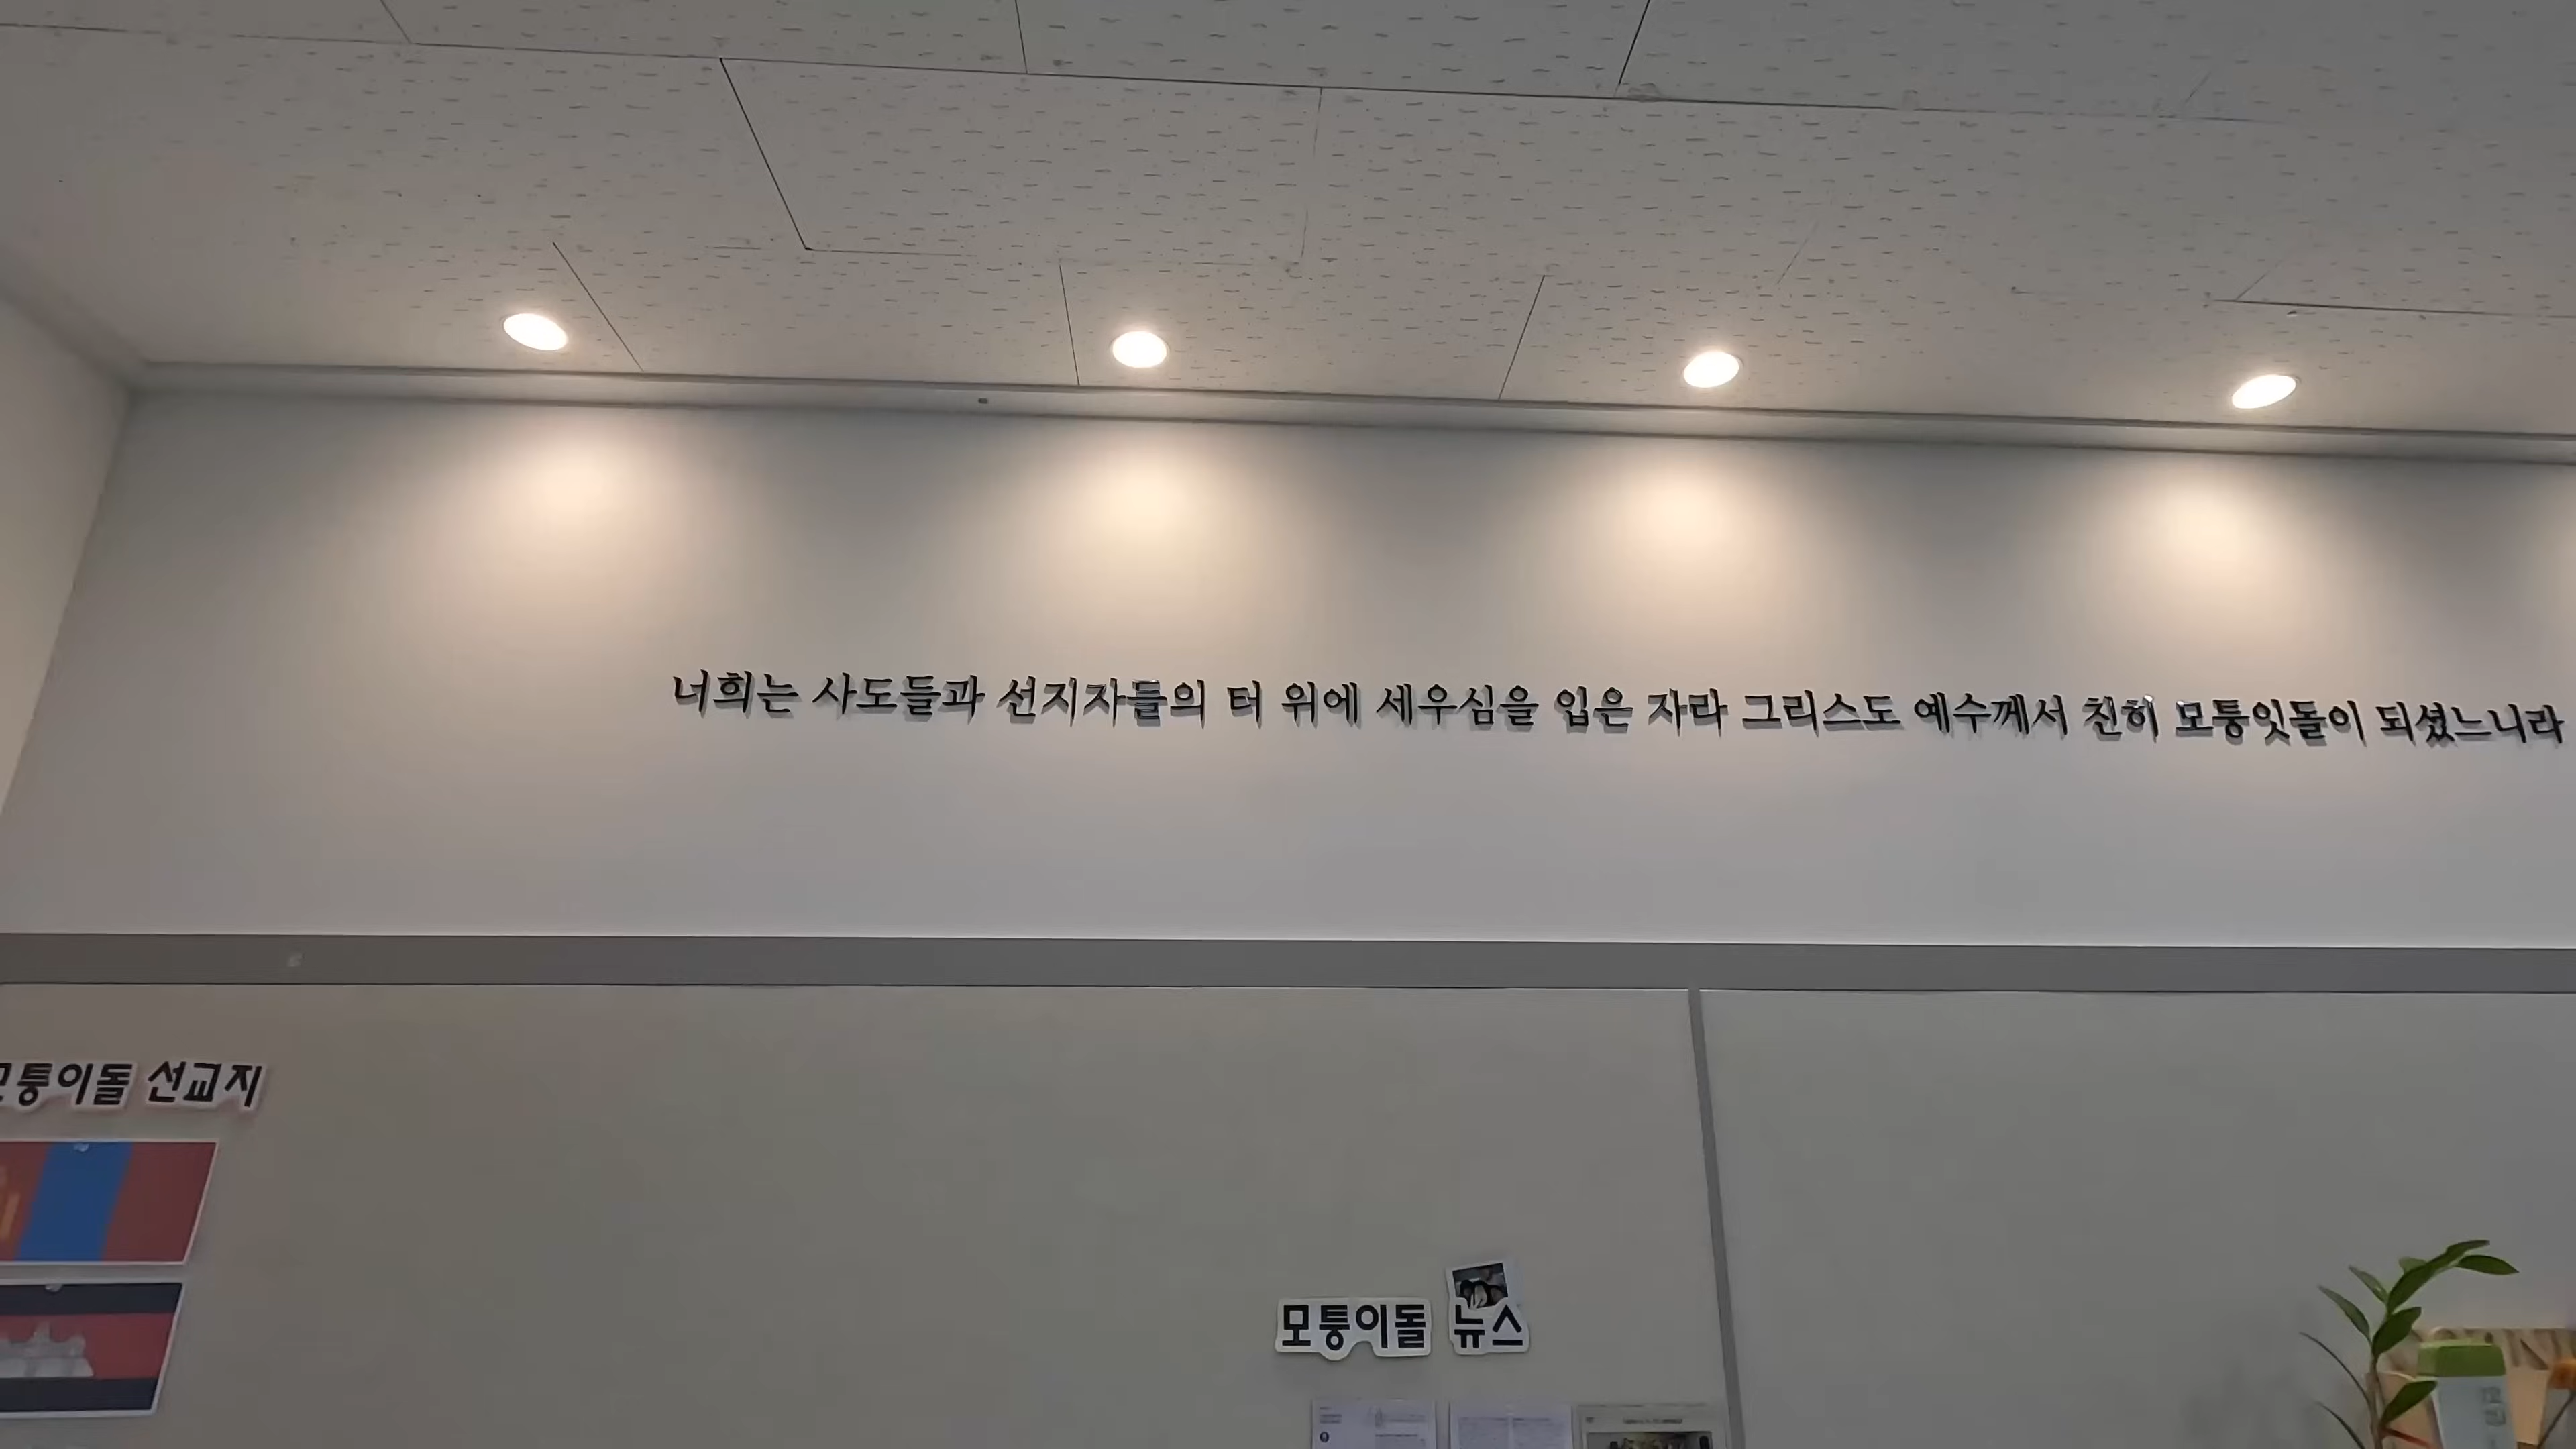 너희는 사도들과 선지자들의 터 위에 세우심을 입은 자라 그리스도 예수께서 친히 모퉁잇돌이 되셨느니라
모퉁이돌 선교지
모퉁이돌 뉴스